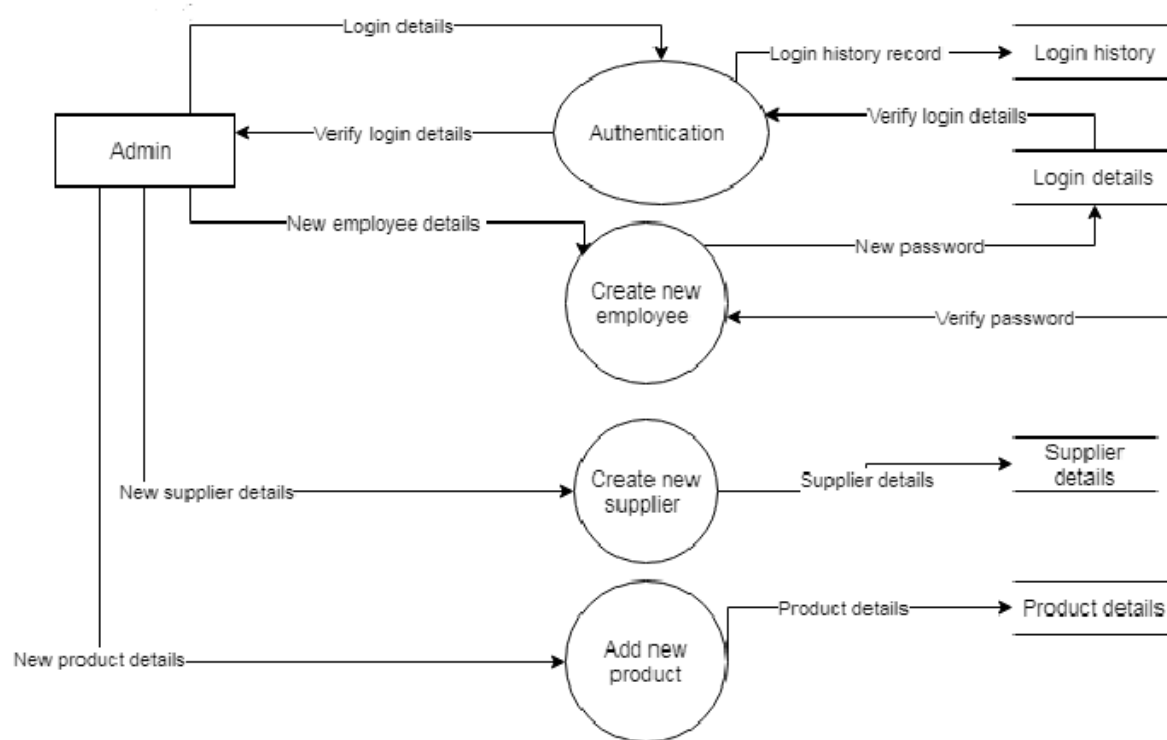 Login details
Login history record
Login history
Verify login details
Authentication
Verify login details
Admin
Login details
New employee details
New password
Create new
employee
Verify password
Supplier
details
Create new
supplier
New supplier details
Supplier details
Product details
Product details
New product details
Add new
product